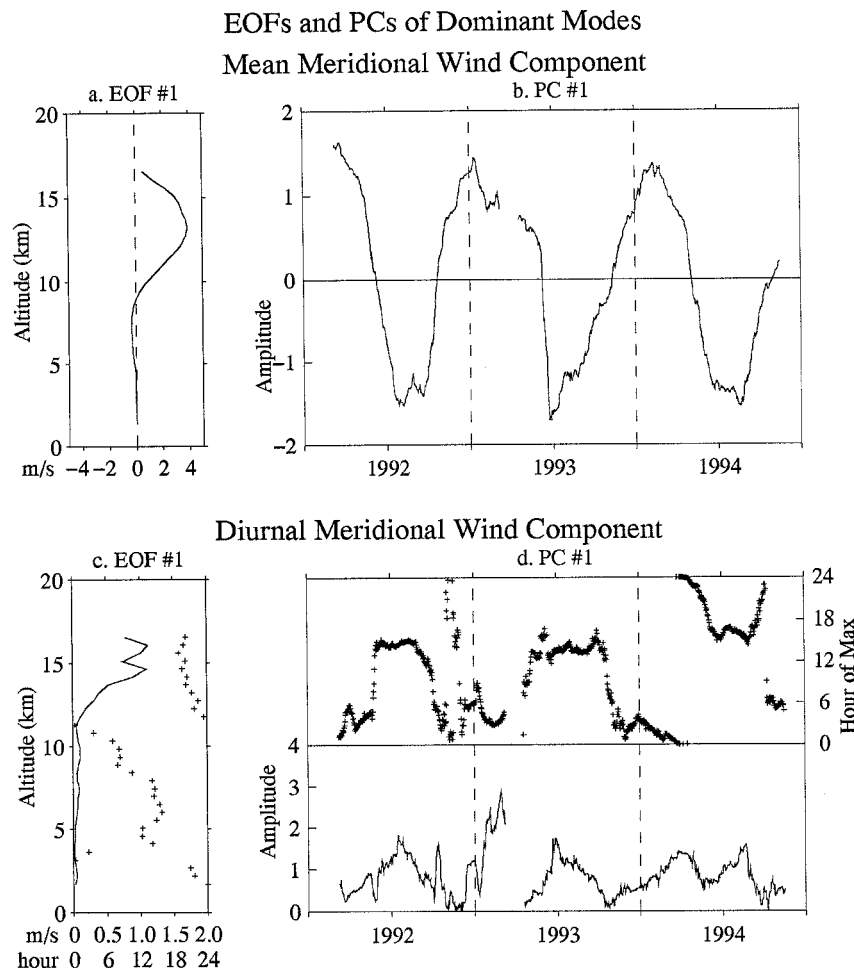 EOFs and PCs of Dominant Modes
Mean Meridional Wind Component
a. EOF #1
b. PC #1
Altitude (km)
20
15
10
5
0
m/s −4 −2 0 2 4
Amplitude
2
1
0
−1
−2
1992 1993 1994
Diurnal Meridional Wind Component
c. EOF #1
d. PC #1
Altitude (km)
20
15
10
5
0
m/s 0 0.5 1.0 1.5 2.0
hour 0 6 12 18 24
Amplitude
4
3
2
1
0
24
18
12
6
0
Hour of Max
1992 1993 1994